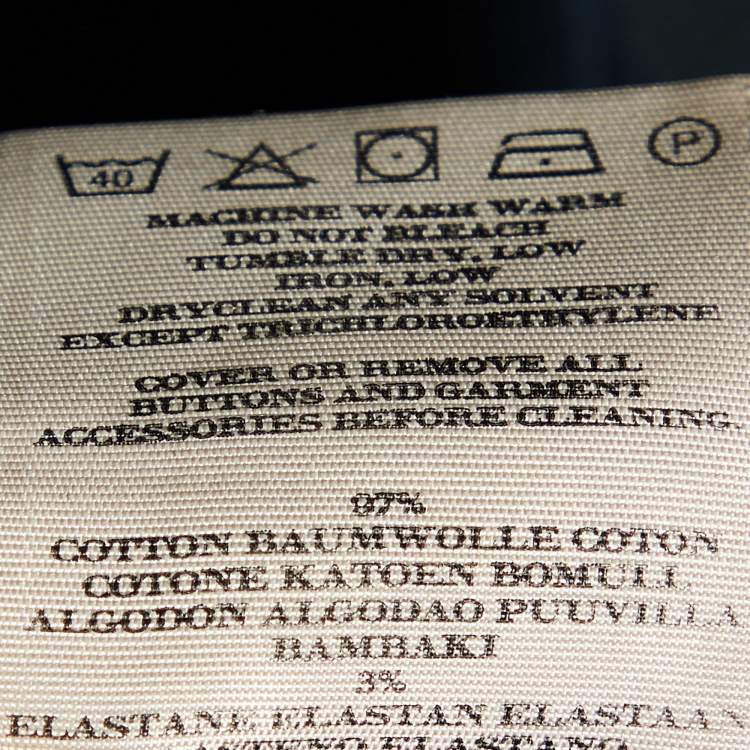 40 P
MACHINE WASH WARM
DO NOT BLEACH
TUMBLE DRY, LOW
IRON, LOW
DRYCLEAN ANY SOLVENT
EXCEPT TRICHLOROETHYLENE
COVER OR REMOVE ALL
BUTTONS AND GARMENT
ACCESSORIES BEFORE CLEANING.
97%
COTTON BAUMWOLLE COTON
COTONE KATOEN BOMULL
ALGODON ALGODAO PUUVILLA
BAMBAKI
3%
ELASTANE ELASTAN ELASTAAN